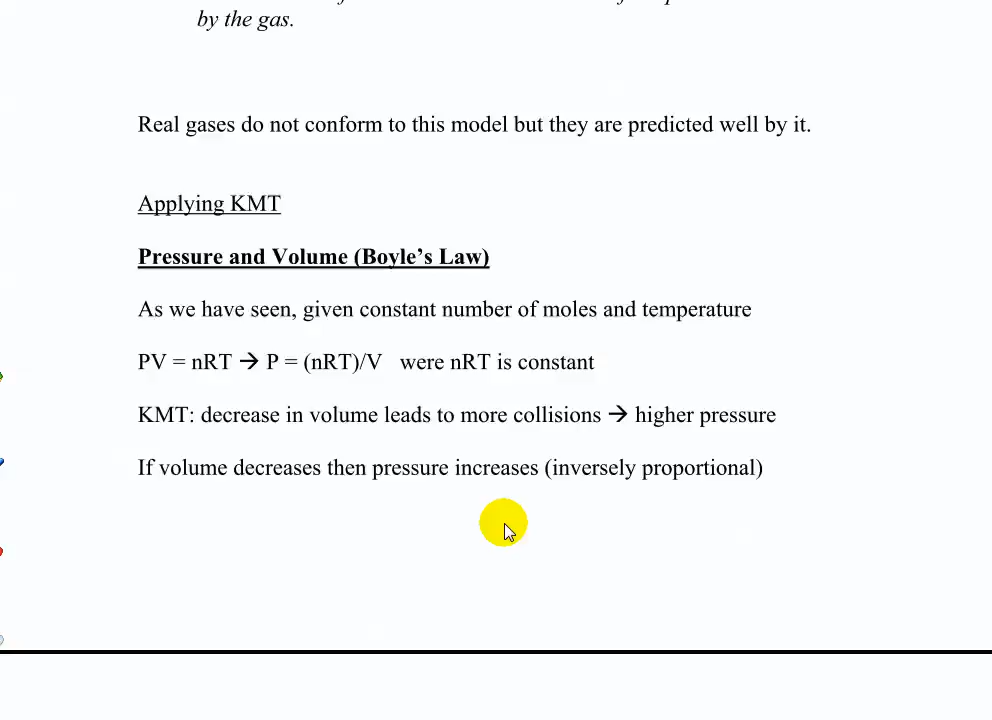 by the gas.
Real gases do not conform to this model but they are predicted well by it.
Applying KMT
Pressure and Volume (Boyle’s Law)
As we have seen, given constant number of moles and temperature
PV = nRT → P = (nRT)/V were nRT is constant
KMT: decrease in volume leads to more collisions → higher pressure
If volume decreases then pressure increases (inversely proportional)